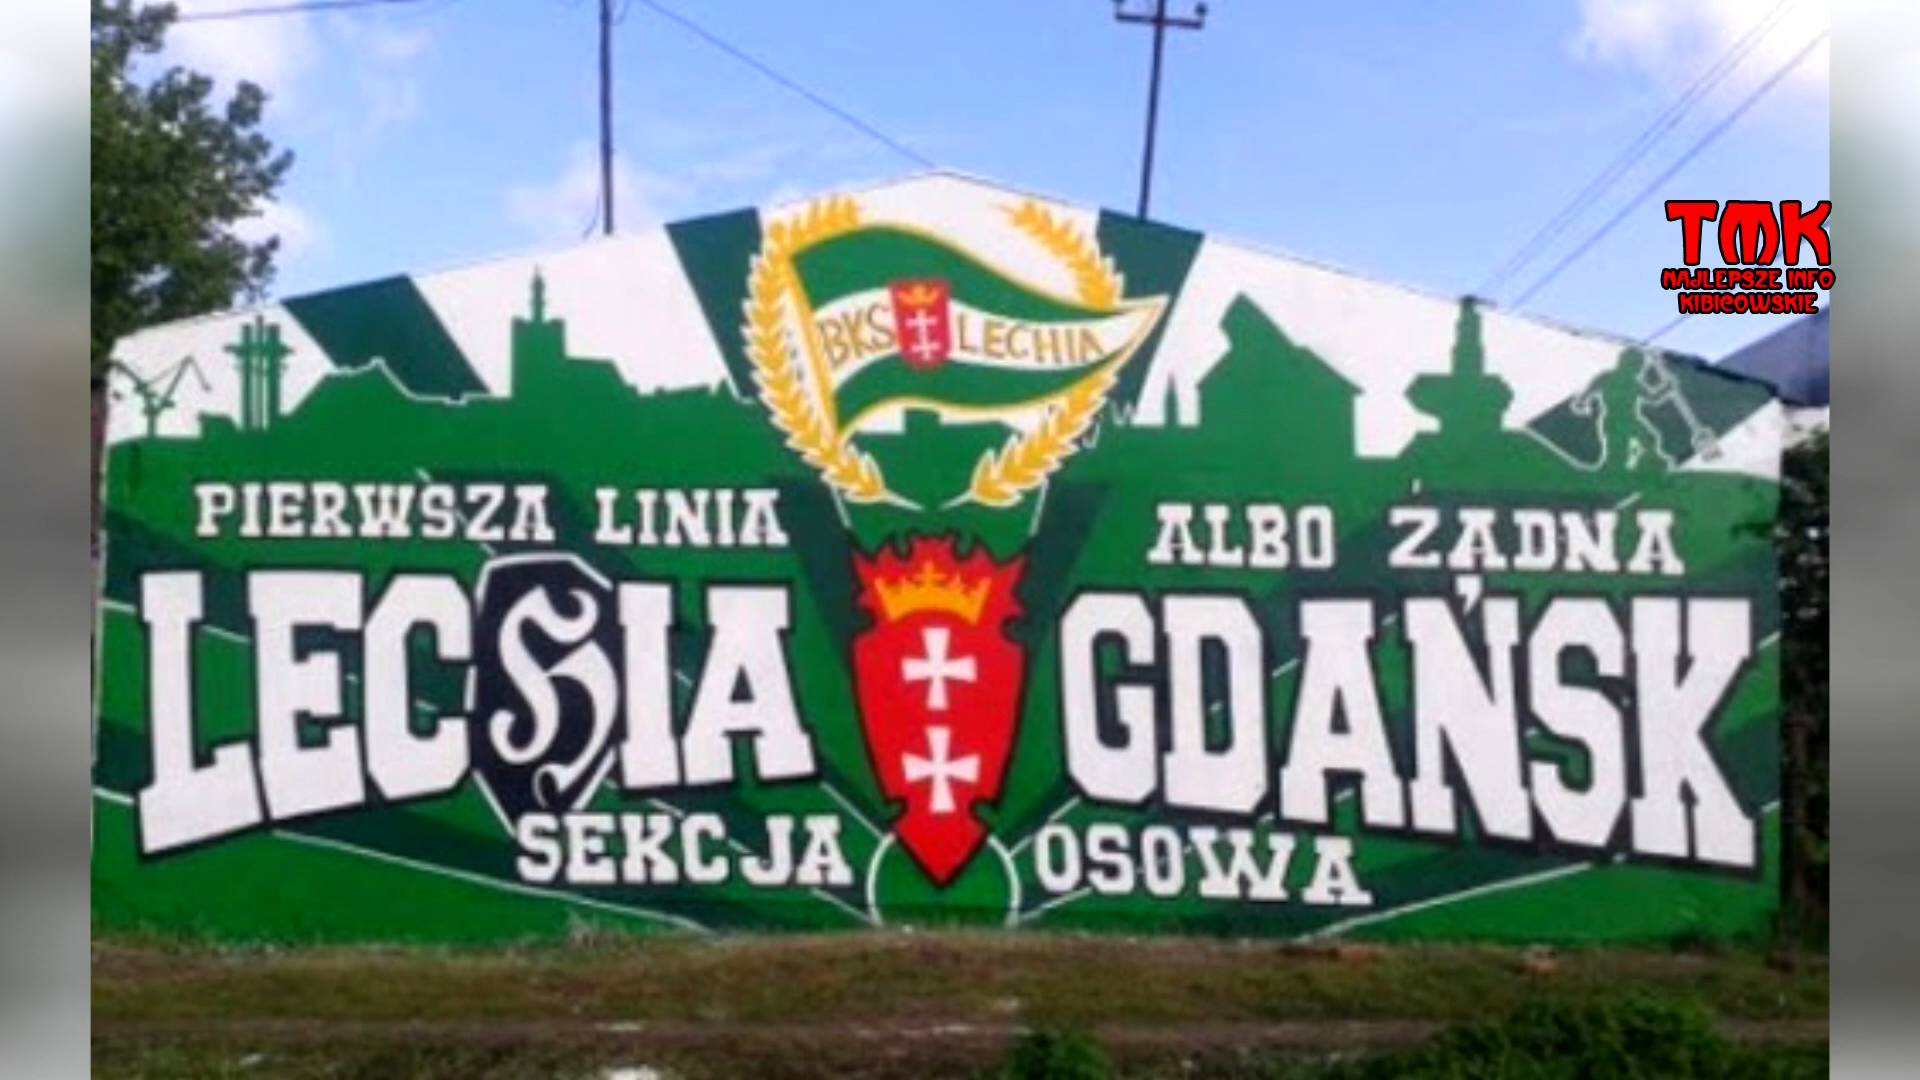 TMK
NAJLEPSZE INFO
KIBICOWSKIE
BKS LECHIA
PIERWSZA LINIA ALBO ŻADNA
LECHIA GDAŃSK
SEKCJA OSOWA